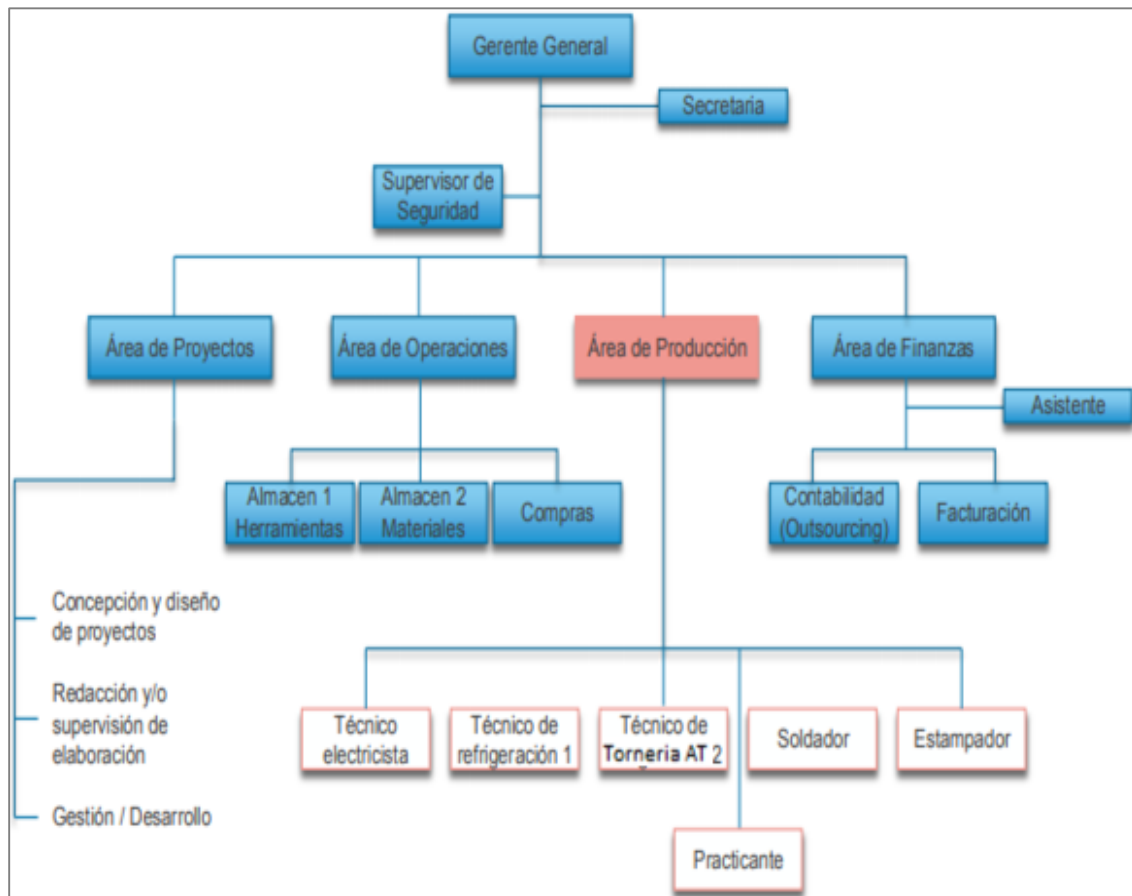 Gerente General
Secretaria
Supervisor de
Seguridad
Área de Proyectos
Área de Operaciones
Área de Producción
Área de Finanzas
Asistente
Almacen 1
Herramientas
Almacen 2
Materiales
Compras
Contabilidad
(Outsourcing)
Facturación
Concepción y diseño
de proyectos
Redacción y/o
supervisión de
elaboración
Gestión / Desarrollo
Técnico
electricista
Técnico de
refrigeración 1
Técnico de
Torneria AT 2
Soldador
Estampador
Practicante